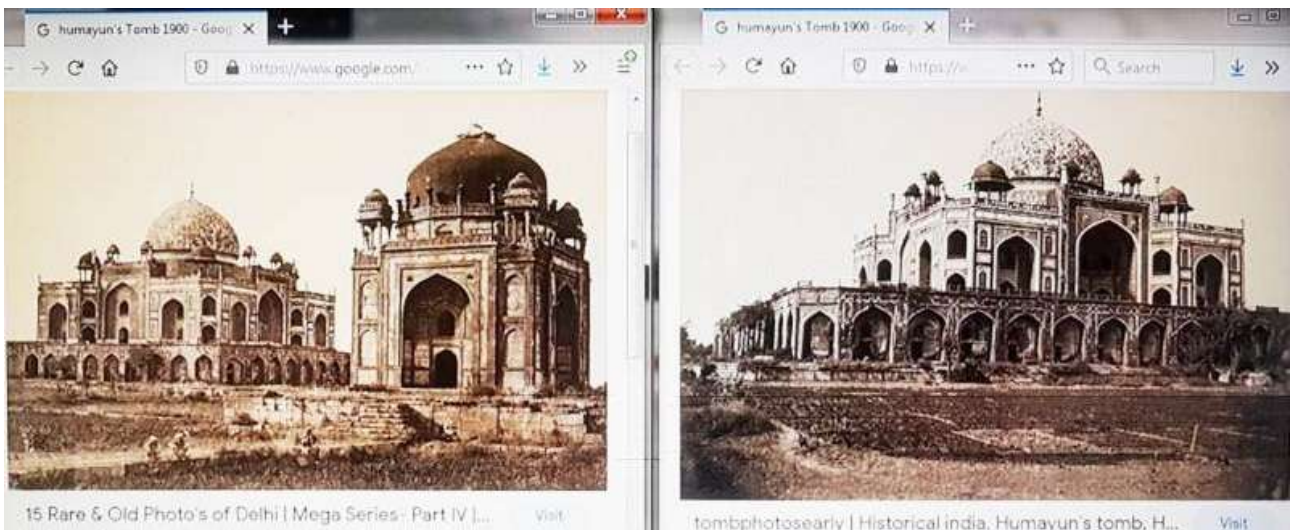 G humayun's Tomb 1900 - Goog
https://www.google.com/
15 Rare & Old Photo's of Delhi | Mega Series - Part IV |...
Visit
G humayun's Tomb 1900 - Goog
https://w
Search
tombphotosearly | Historical india, Humayun's tomb, H...
Visit